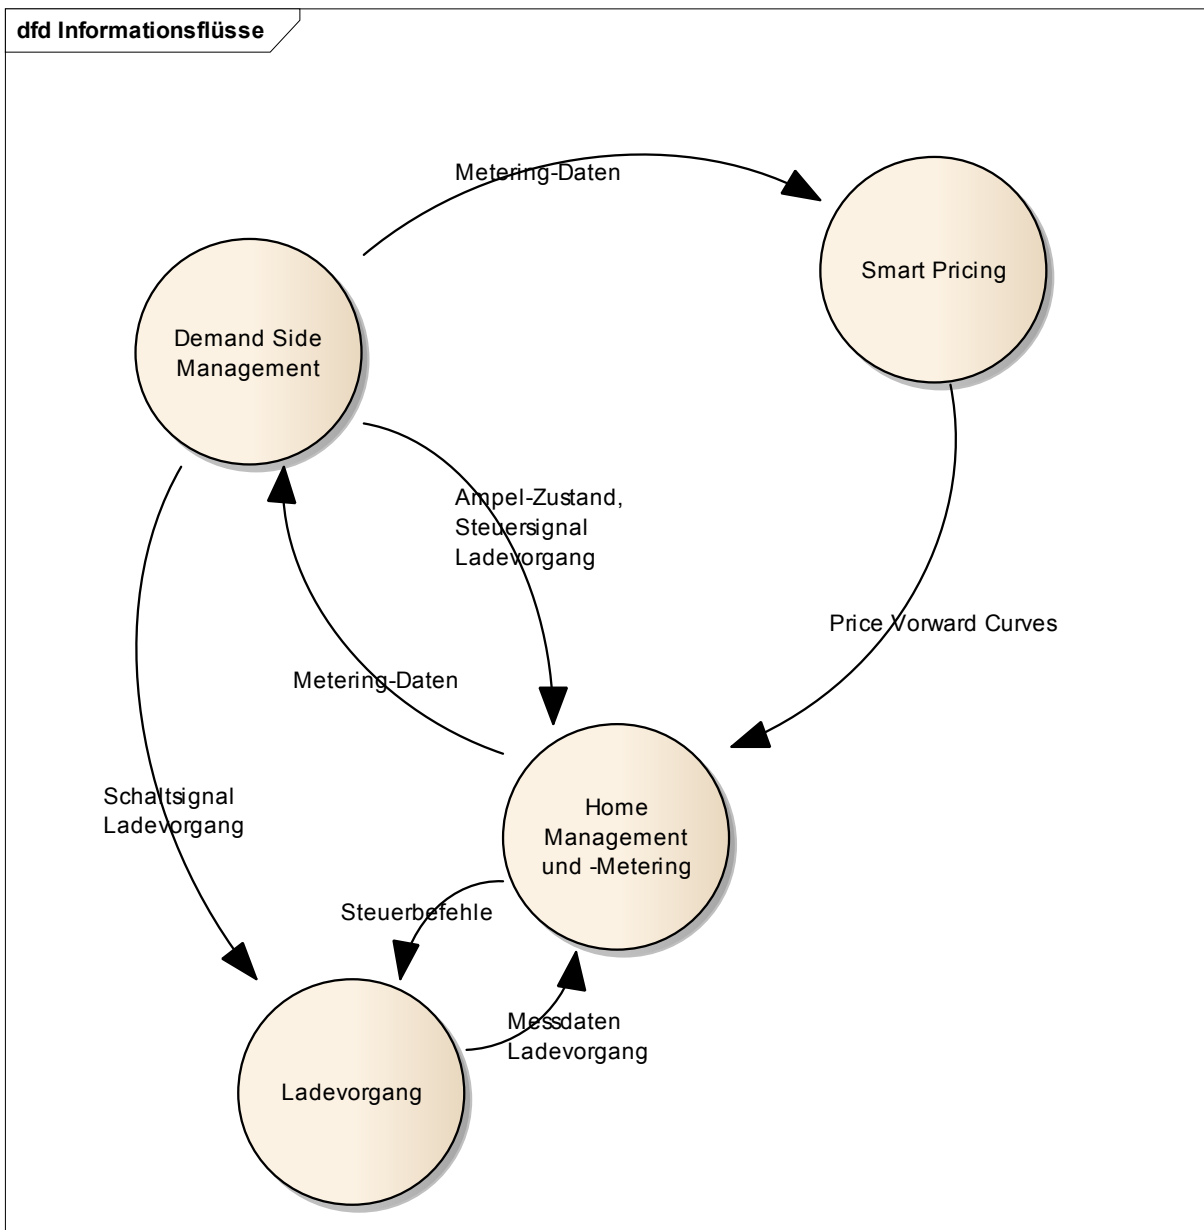 dfd Informationsflüsse
Metering-Daten
Smart Pricing
Demand Side
Management
Ampel-Zustand,
Steuersignal
Ladevorgang
Price Vorward Curves
Metering-Daten
Schaltsignal
Ladevorgang
Home
Management
und -Metering
Steuerbefehle
Messdaten
Ladevorgang
Ladevorgang